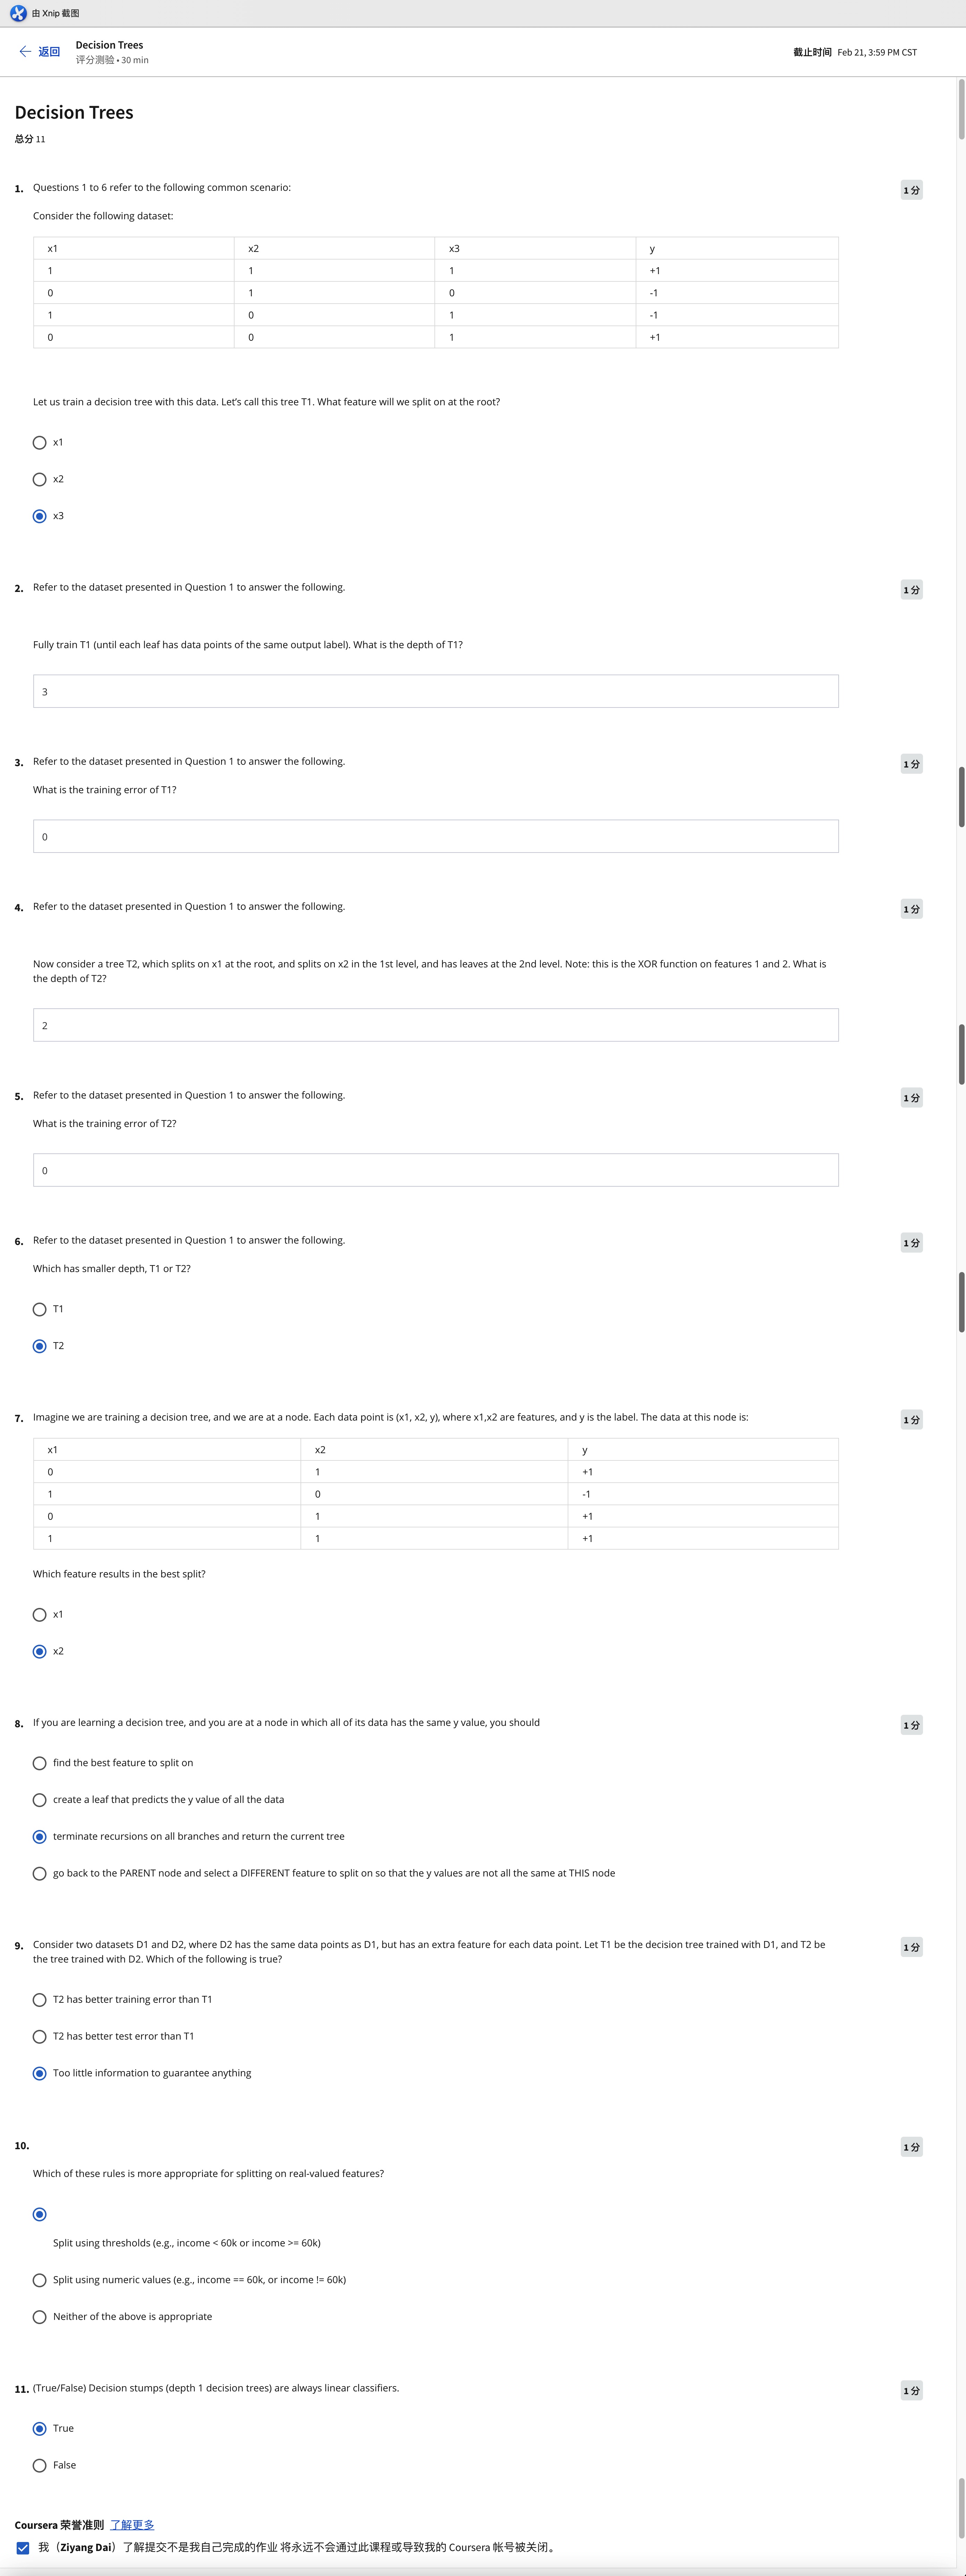 由 Xnip 截图
返回
Decision Trees
评分测验 • 30 min
截止时间 Feb 21, 3:59 PM CST
Decision Trees
总分 11
1. Questions 1 to 6 refer to the following common scenario:
1 分
Consider the following dataset:
x1 x2 x3 y
1 1 1 +1
0 1 0 -1
1 0 1 -1
0 0 1 +1
Let us train a decision tree with this data. Let's call this tree T1. What feature will we split on at the root?
x1
x2
x3
2. Refer to the dataset presented in Question 1 to answer the following.
1 分
Fully train T1 (until each leaf has data points of the same output label). What is the depth of T1?
3
3. Refer to the dataset presented in Question 1 to answer the following.
1 分
What is the training error of T1?
0
4. Refer to the dataset presented in Question 1 to answer the following.
1 分
Now consider a tree T2, which splits on x1 at the root, and splits on x2 in the 1st level, and has leaves at the 2nd level. Note: this is the XOR function on features 1 and 2. What is
the depth of T2?
2
5. Refer to the dataset presented in Question 1 to answer the following.
1 分
What is the training error of T2?
0
6. Refer to the dataset presented in Question 1 to answer the following.
1 分
Which has smaller depth, T1 or T2?
T1
T2
7. Imagine we are training a decision tree, and we are at a node. Each data point is (x1, x2, y), where x1,x2 are features, and y is the label. The data at this node is:
1 分
x1 x2 y
0 1 +1
1 0 -1
0 1 +1
1 1 +1
Which feature results in the best split?
x1
x2
8. If you are learning a decision tree, and you are at a node in which all of its data has the same y value, you should
1 分
find the best feature to split on
create a leaf that predicts the y value of all the data
terminate recursions on all branches and return the current tree
go back to the PARENT node and select a DIFFERENT feature to split on so that the y values are not all the same at THIS node
9. Consider two datasets D1 and D2, where D2 has the same data points as D1, but has an extra feature for each data point. Let T1 be the decision tree trained with D1, and T2 be
the tree trained with D2. Which of the following is true?
1 分
T2 has better training error than T1
T2 has better test error than T1
Too little information to guarantee anything
10.
1 分
Which of these rules is more appropriate for splitting on real-valued features?
Split using thresholds (e.g., income < 60k or income >= 60k)
Split using numeric values (e.g., income == 60k, or income != 60k)
Neither of the above is appropriate
11. (True/False) Decision stumps (depth 1 decision trees) are always linear classifiers.
1 分
True
False
Coursera 荣誉准则 了解更多
我（Ziyang Dai）了解提交不是我自己完成的作业 将永远不会通过此课程或导致我的 Coursera 帐号被关闭。